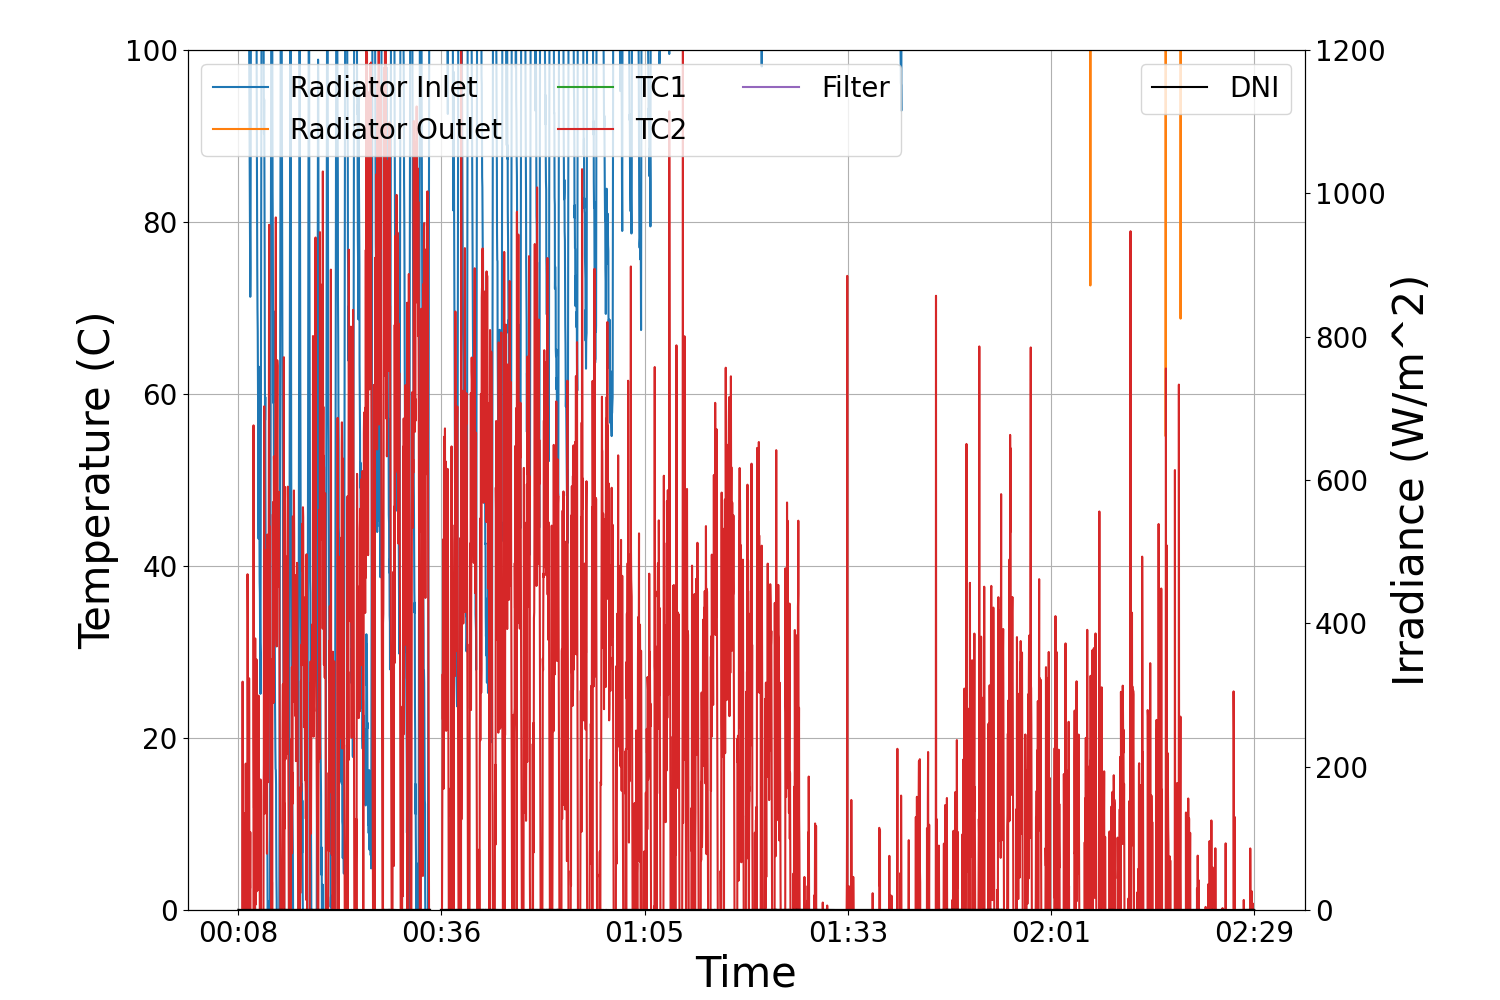 100
80
60
40
20
0
Temperature (C)
Radiator Inlet
Radiator Outlet
TC1
TC2
Filter
DNI
1200
1000
800
600
400
200
0
Irradiance (W/m^2)
00:08
00:36
01:05
01:33
02:01
02:29
Time